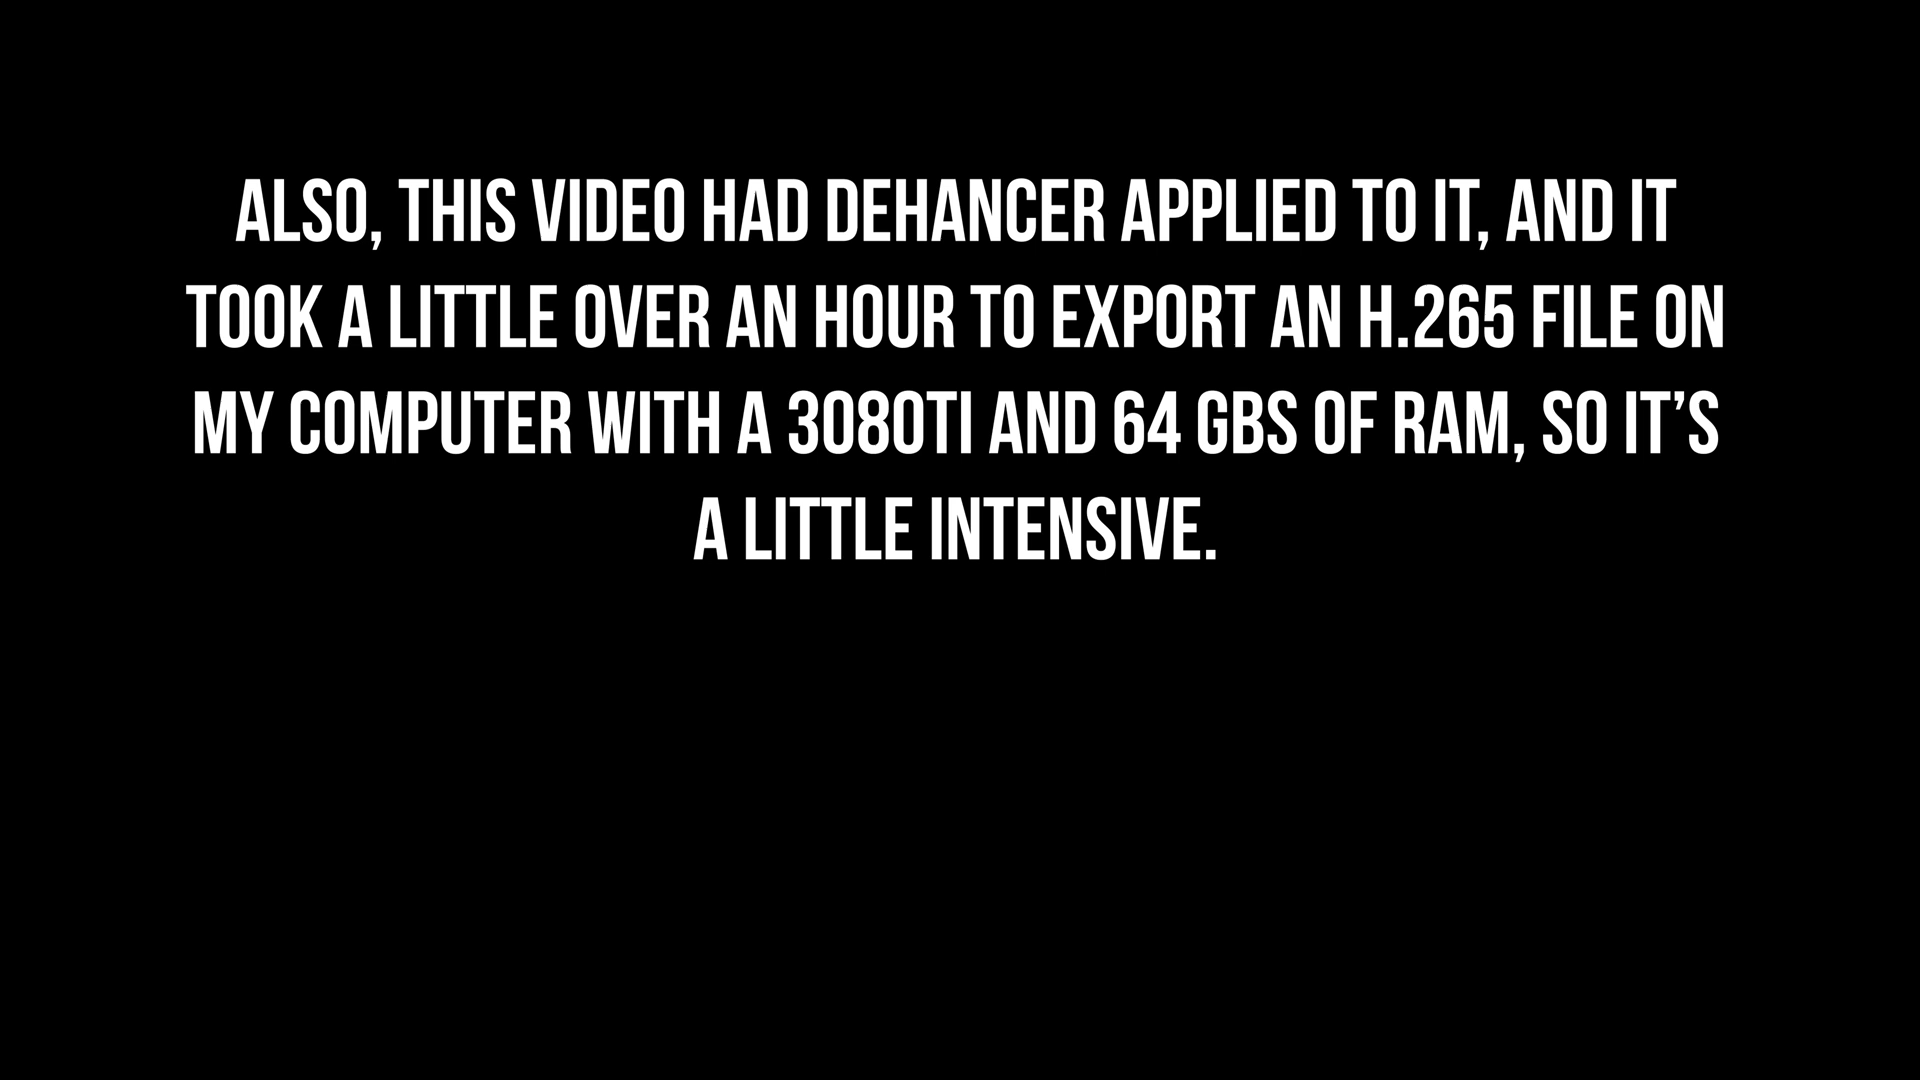 ALSO, THIS VIDEO HAD DEHANCER APPLIED TO IT, AND IT
TOOK A LITTLE OVER AN HOUR TO EXPORT AN H.265 FILE ON
MY COMPUTER WITH A 3080TI AND 64 GBS OF RAM, SO IT’S
A LITTLE INTENSIVE.